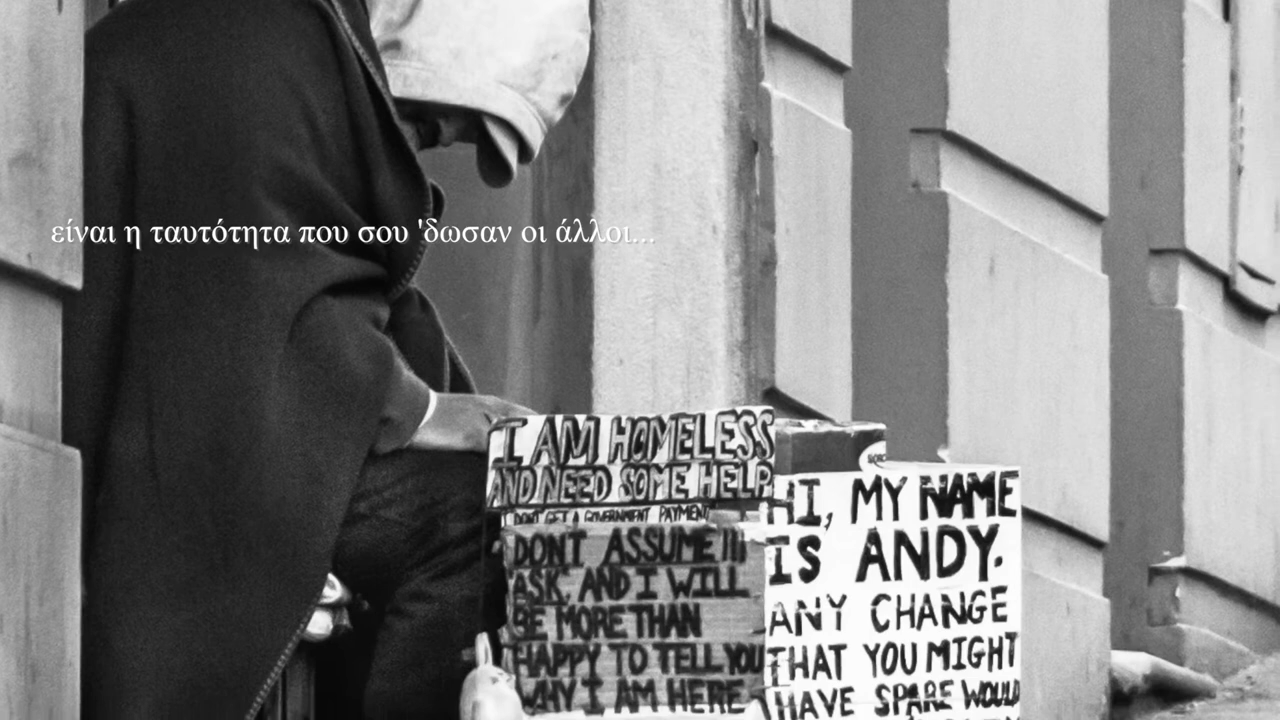 είναι η ταυτότητα που σου 'δωσαν οι άλλοι...
I AM HOMELESS
AND NEED SOME HELP
I DON'T GET A GOVERNMENT PAYMENT
DONT ASSUME!!!
ASK, AND I WILL
BE MORE THAN
HAPPY TO TELL YOU
WHY I AM HERE
HI, MY NAME
IS ANDY.
ANY CHANGE
THAT YOU MIGHT
HAVE SPARE WOULD